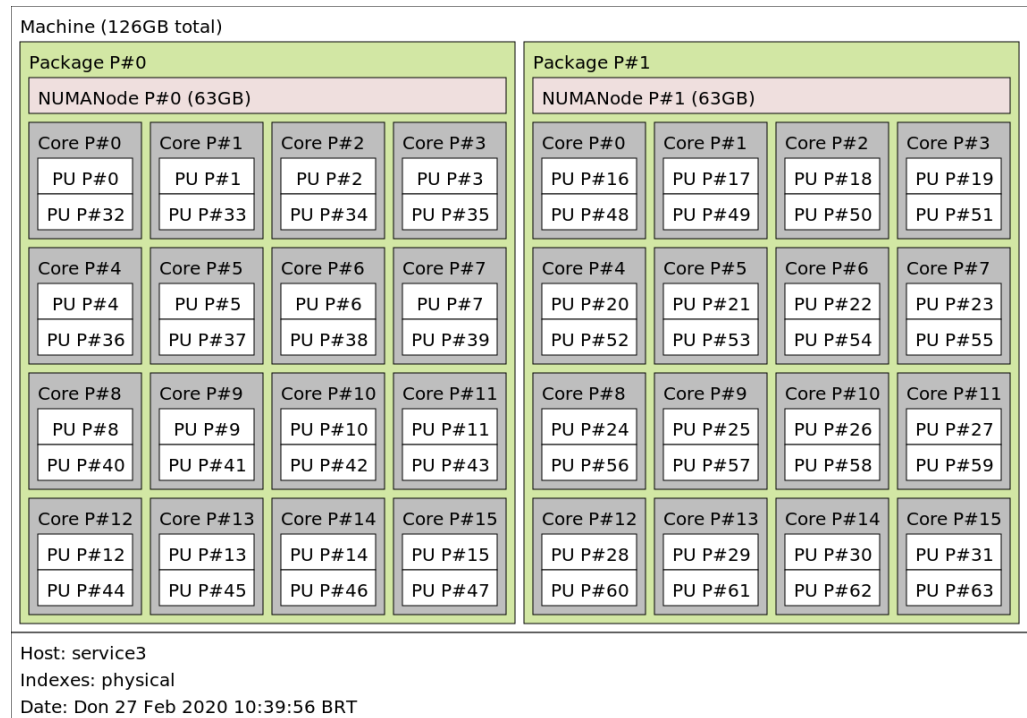 Machine (126GB total)
Package P#0
NUMANode P#0 (63GB)
Core P#0 Core P#1 Core P#2 Core P#3
PU P#0 PU P#1 PU P#2 PU P#3
PU P#32 PU P#33 PU P#34 PU P#35
Core P#4 Core P#5 Core P#6 Core P#7
PU P#4 PU P#5 PU P#6 PU P#7
PU P#36 PU P#37 PU P#38 PU P#39
Core P#8 Core P#9 Core P#10 Core P#11
PU P#8 PU P#9 PU P#10 PU P#11
PU P#40 PU P#41 PU P#42 PU P#43
Core P#12 Core P#13 Core P#14 Core P#15
PU P#12 PU P#13 PU P#14 PU P#15
PU P#44 PU P#45 PU P#46 PU P#47
Package P#1
NUMANode P#1 (63GB)
Core P#0 Core P#1 Core P#2 Core P#3
PU P#16 PU P#17 PU P#18 PU P#19
PU P#48 PU P#49 PU P#50 PU P#51
Core P#4 Core P#5 Core P#6 Core P#7
PU P#20 PU P#21 PU P#22 PU P#23
PU P#52 PU P#53 PU P#54 PU P#55
Core P#8 Core P#9 Core P#10 Core P#11
PU P#24 PU P#25 PU P#26 PU P#27
PU P#56 PU P#57 PU P#58 PU P#59
Core P#12 Core P#13 Core P#14 Core P#15
PU P#28 PU P#29 PU P#30 PU P#31
PU P#60 PU P#61 PU P#62 PU P#63
Host: service3
Indexes: physical
Date: Don 27 Feb 2020 10:39:56 BRT